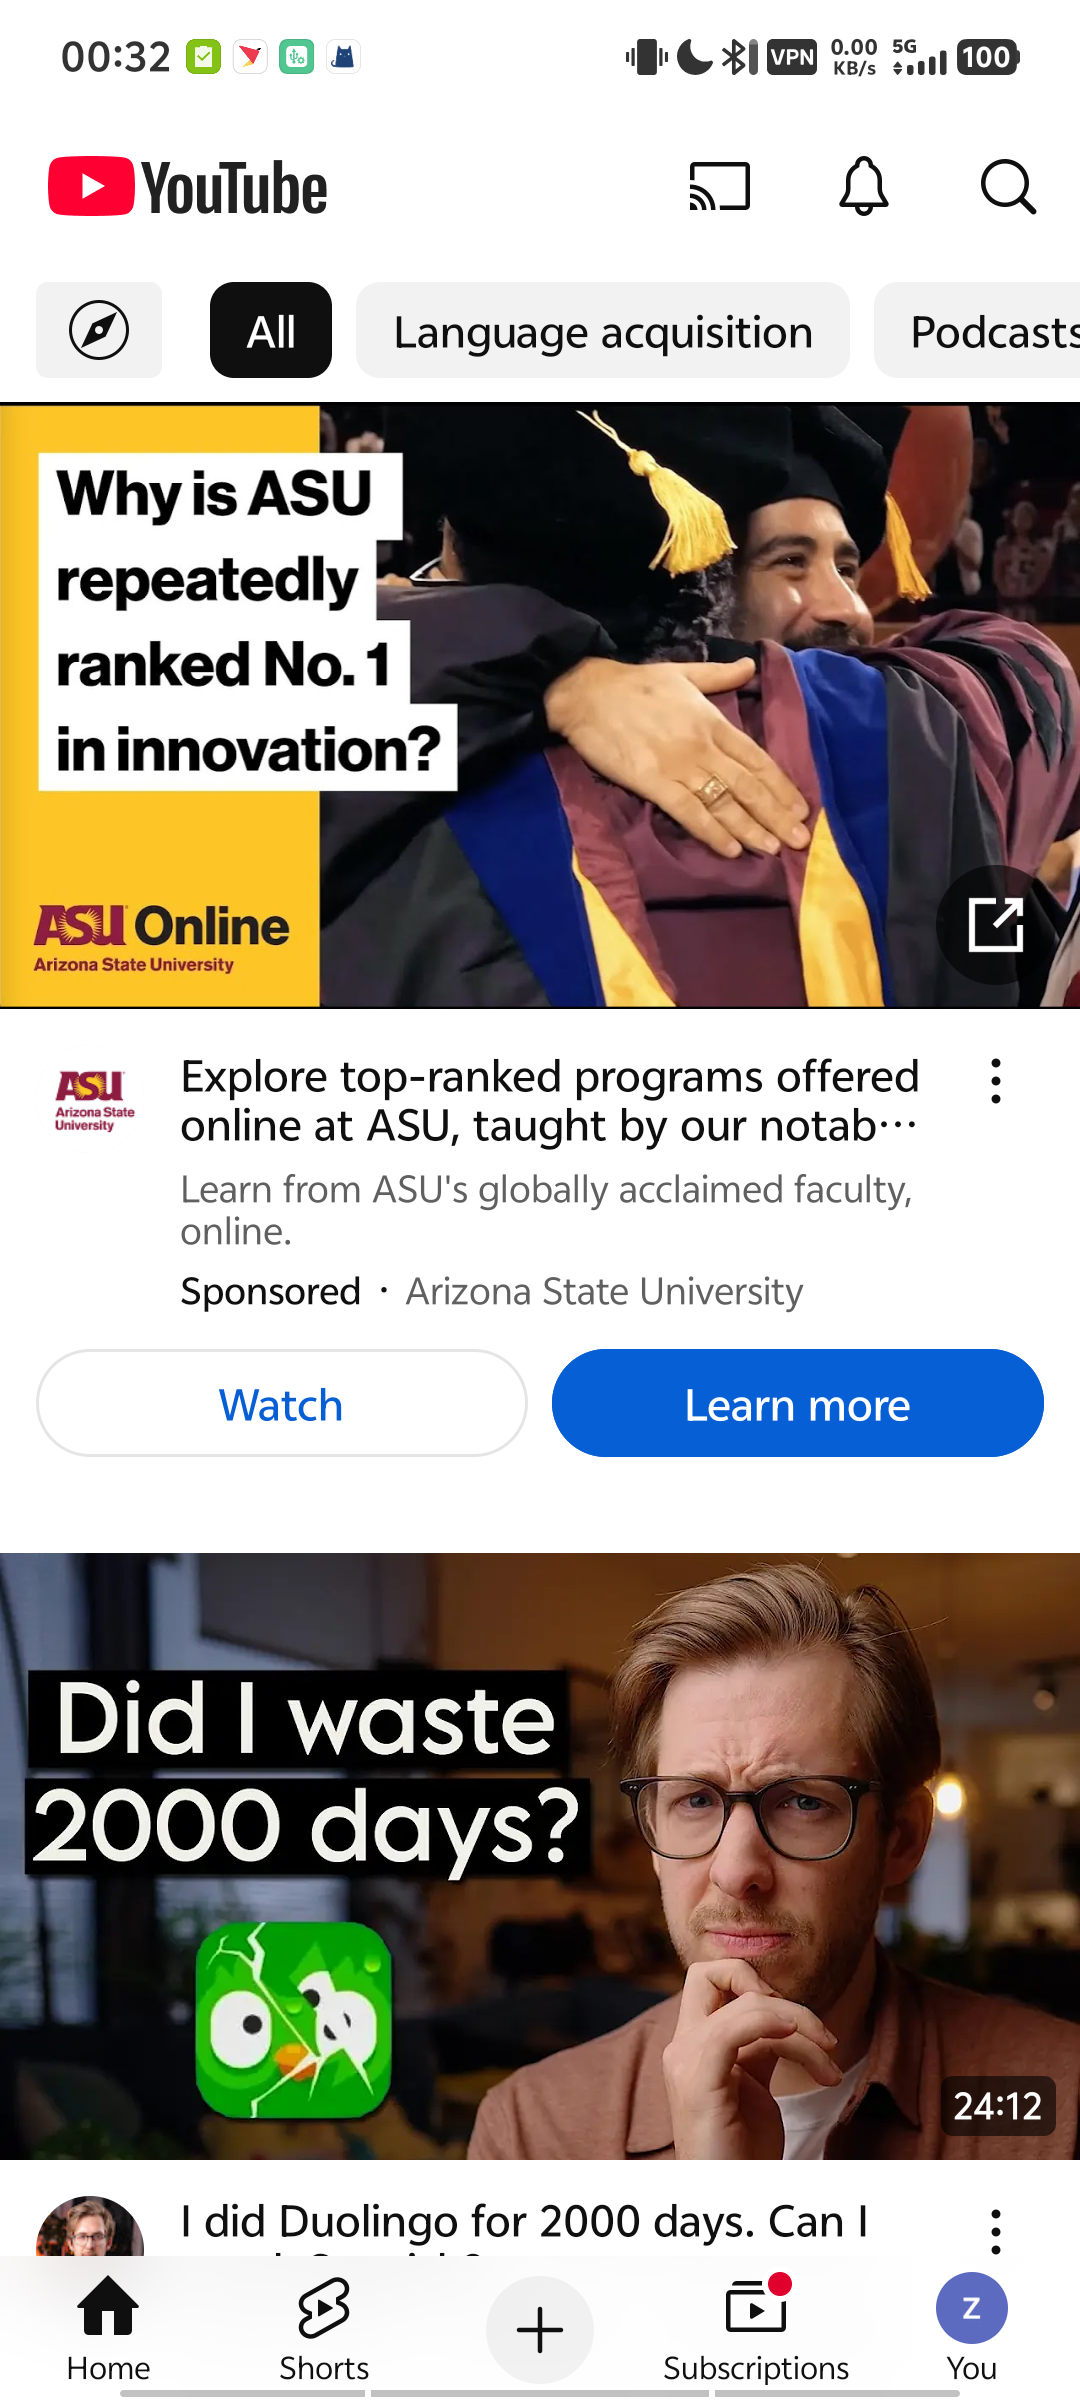 00:32
VPN
0.00
KB/s
5G
100
YouTube
All
Language acquisition
Podcasts
Why is ASU
repeatedly
ranked No. 1
in innovation?
ASU Online
Arizona State University
ASU
Arizona State
University
Explore top-ranked programs offered
online at ASU, taught by our notab...
Learn from ASU's globally acclaimed faculty,
online.
Sponsored · Arizona State University
Watch
Learn more
Did I waste
2000 days?
24:12
I did Duolingo for 2000 days. Can I
Home
Shorts
Subscriptions
Z
You